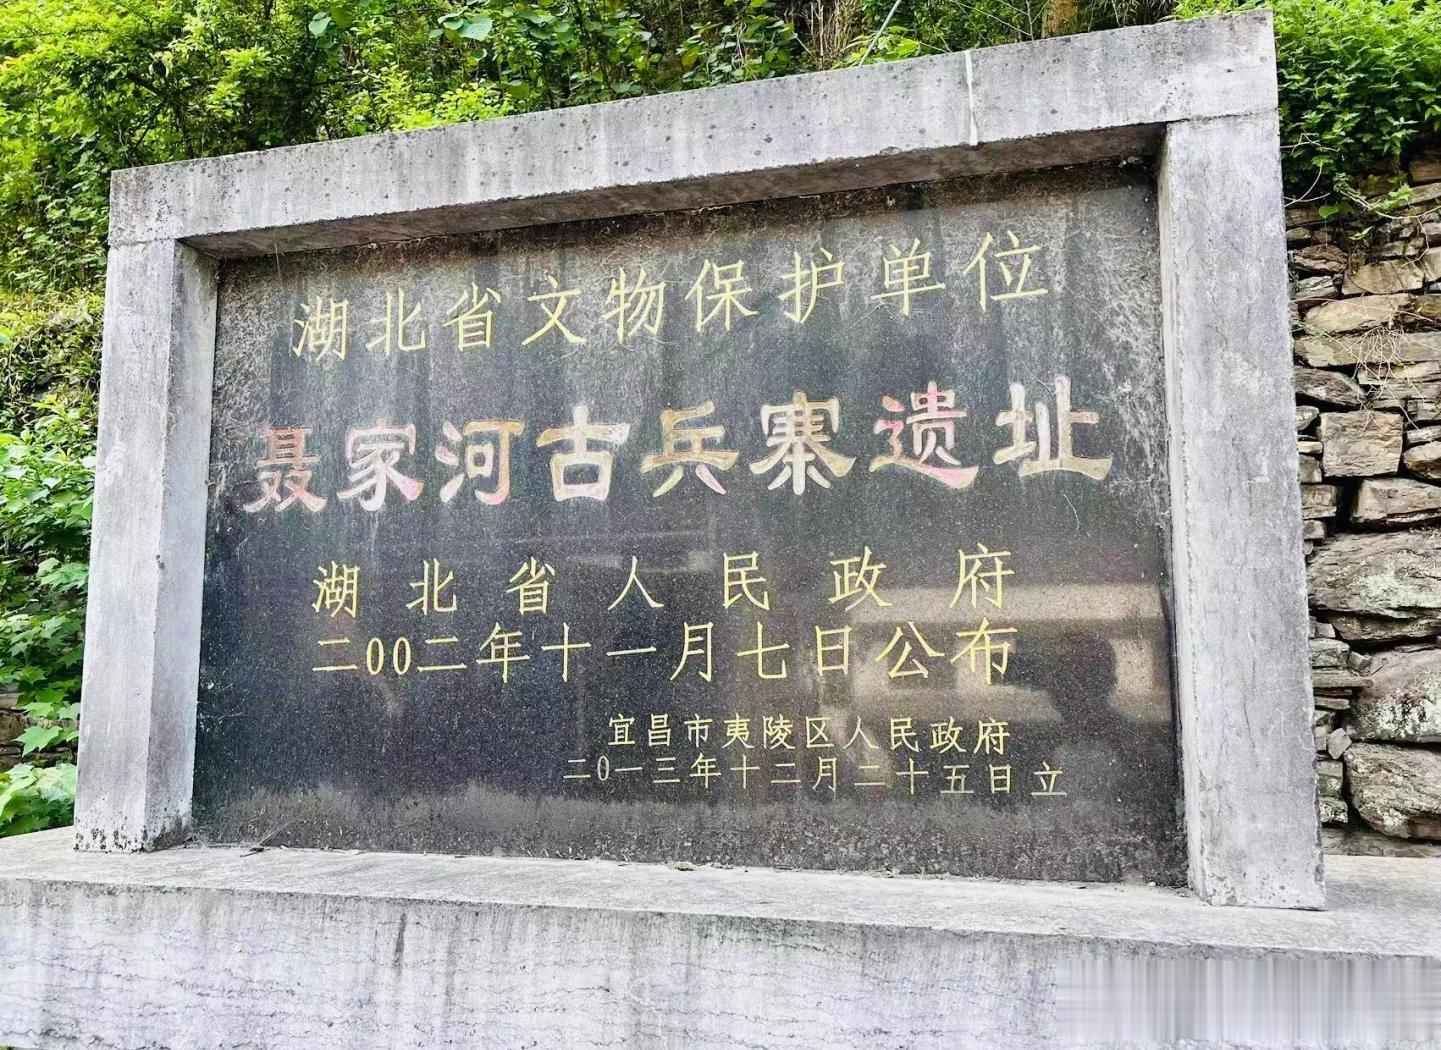 湖北省文物保护单位
聂家河古兵寨遗址
湖北省人民政府
二00二年十一月七日公布
宜昌市夷陵区人民政府
二0一三年十二月二十五日立